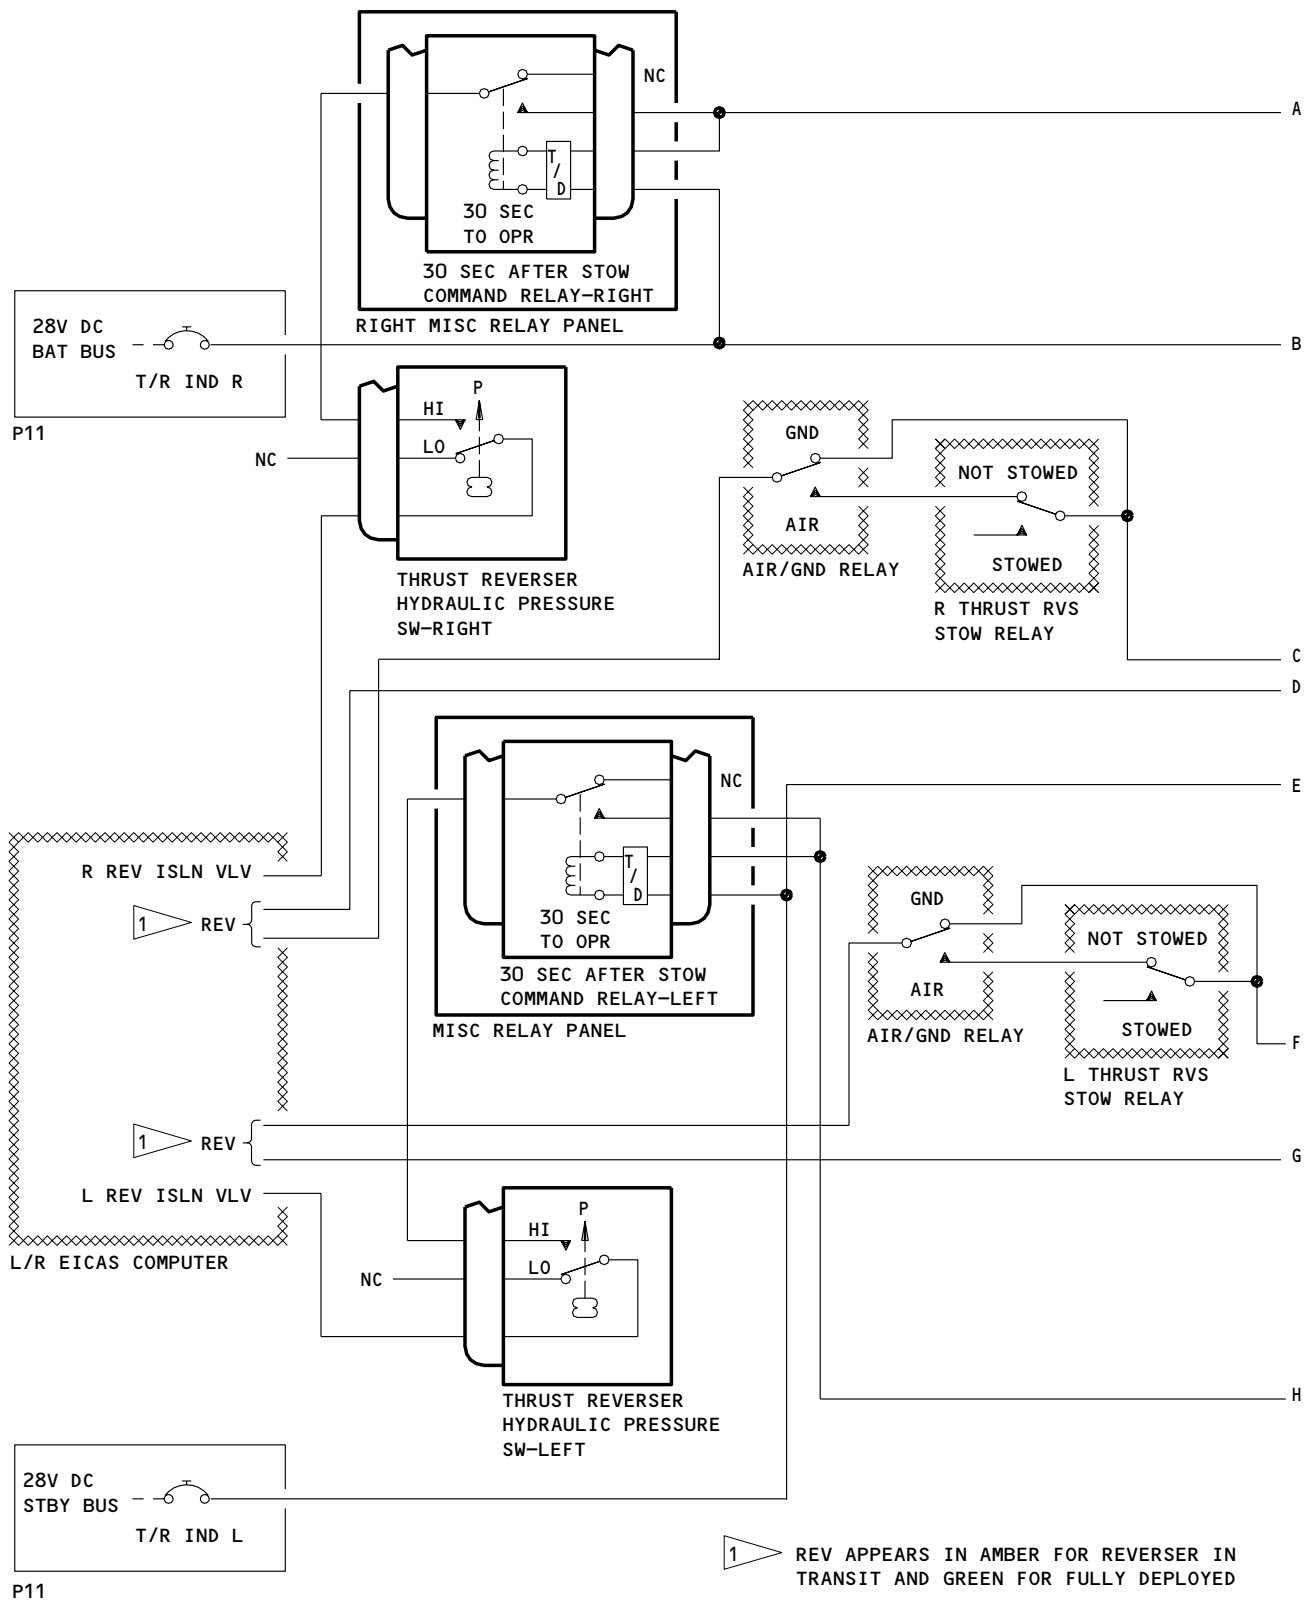 NC
A
T
/
D
30 SEC
TO OPR
30 SEC AFTER STOW
COMMAND RELAY-RIGHT
RIGHT MISC RELAY PANEL
28V DC
BAT BUS
T/R IND R
P11
B
P
HI
LO
NC
THRUST REVERSER
HYDRAULIC PRESSURE
SW-RIGHT
GND
AIR
AIR/GND RELAY
NOT STOWED
STOWED
R THRUST RVS
STOW RELAY
C
D
NC
E
T
/
D
30 SEC
TO OPR
30 SEC AFTER STOW
COMMAND RELAY-LEFT
MISC RELAY PANEL
R REV ISLN VLV
1 REV
GND
AIR
AIR/GND RELAY
NOT STOWED
STOWED
L THRUST RVS
STOW RELAY
F
1 REV
G
L REV ISLN VLV
L/R EICAS COMPUTER
P
HI
LO
NC
THRUST REVERSER
HYDRAULIC PRESSURE
SW-LEFT
H
28V DC
STBY BUS
T/R IND L
P11
1 REV APPEARS IN AMBER FOR REVERSER IN
TRANSIT AND GREEN FOR FULLY DEPLOYED